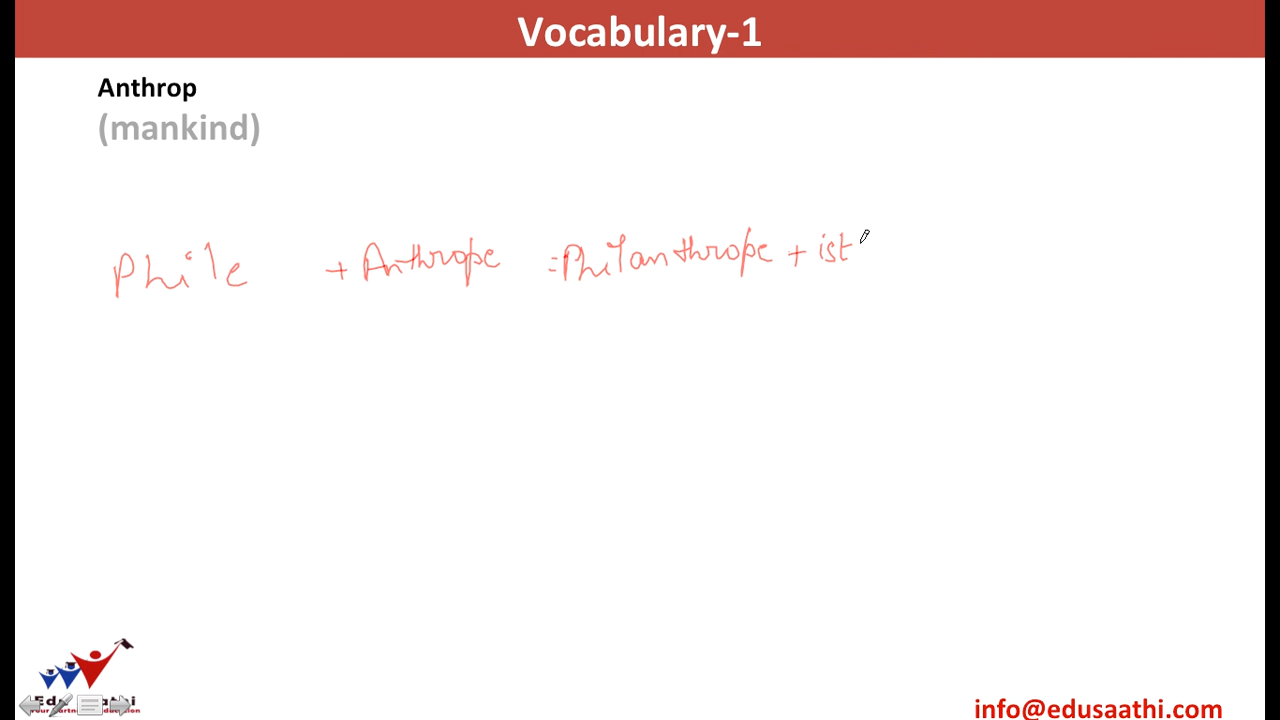 Vocabulary-1
Anthrop
(mankind)
Phile + Anthrope = Philanthrope + ist
info@edusaathi.com